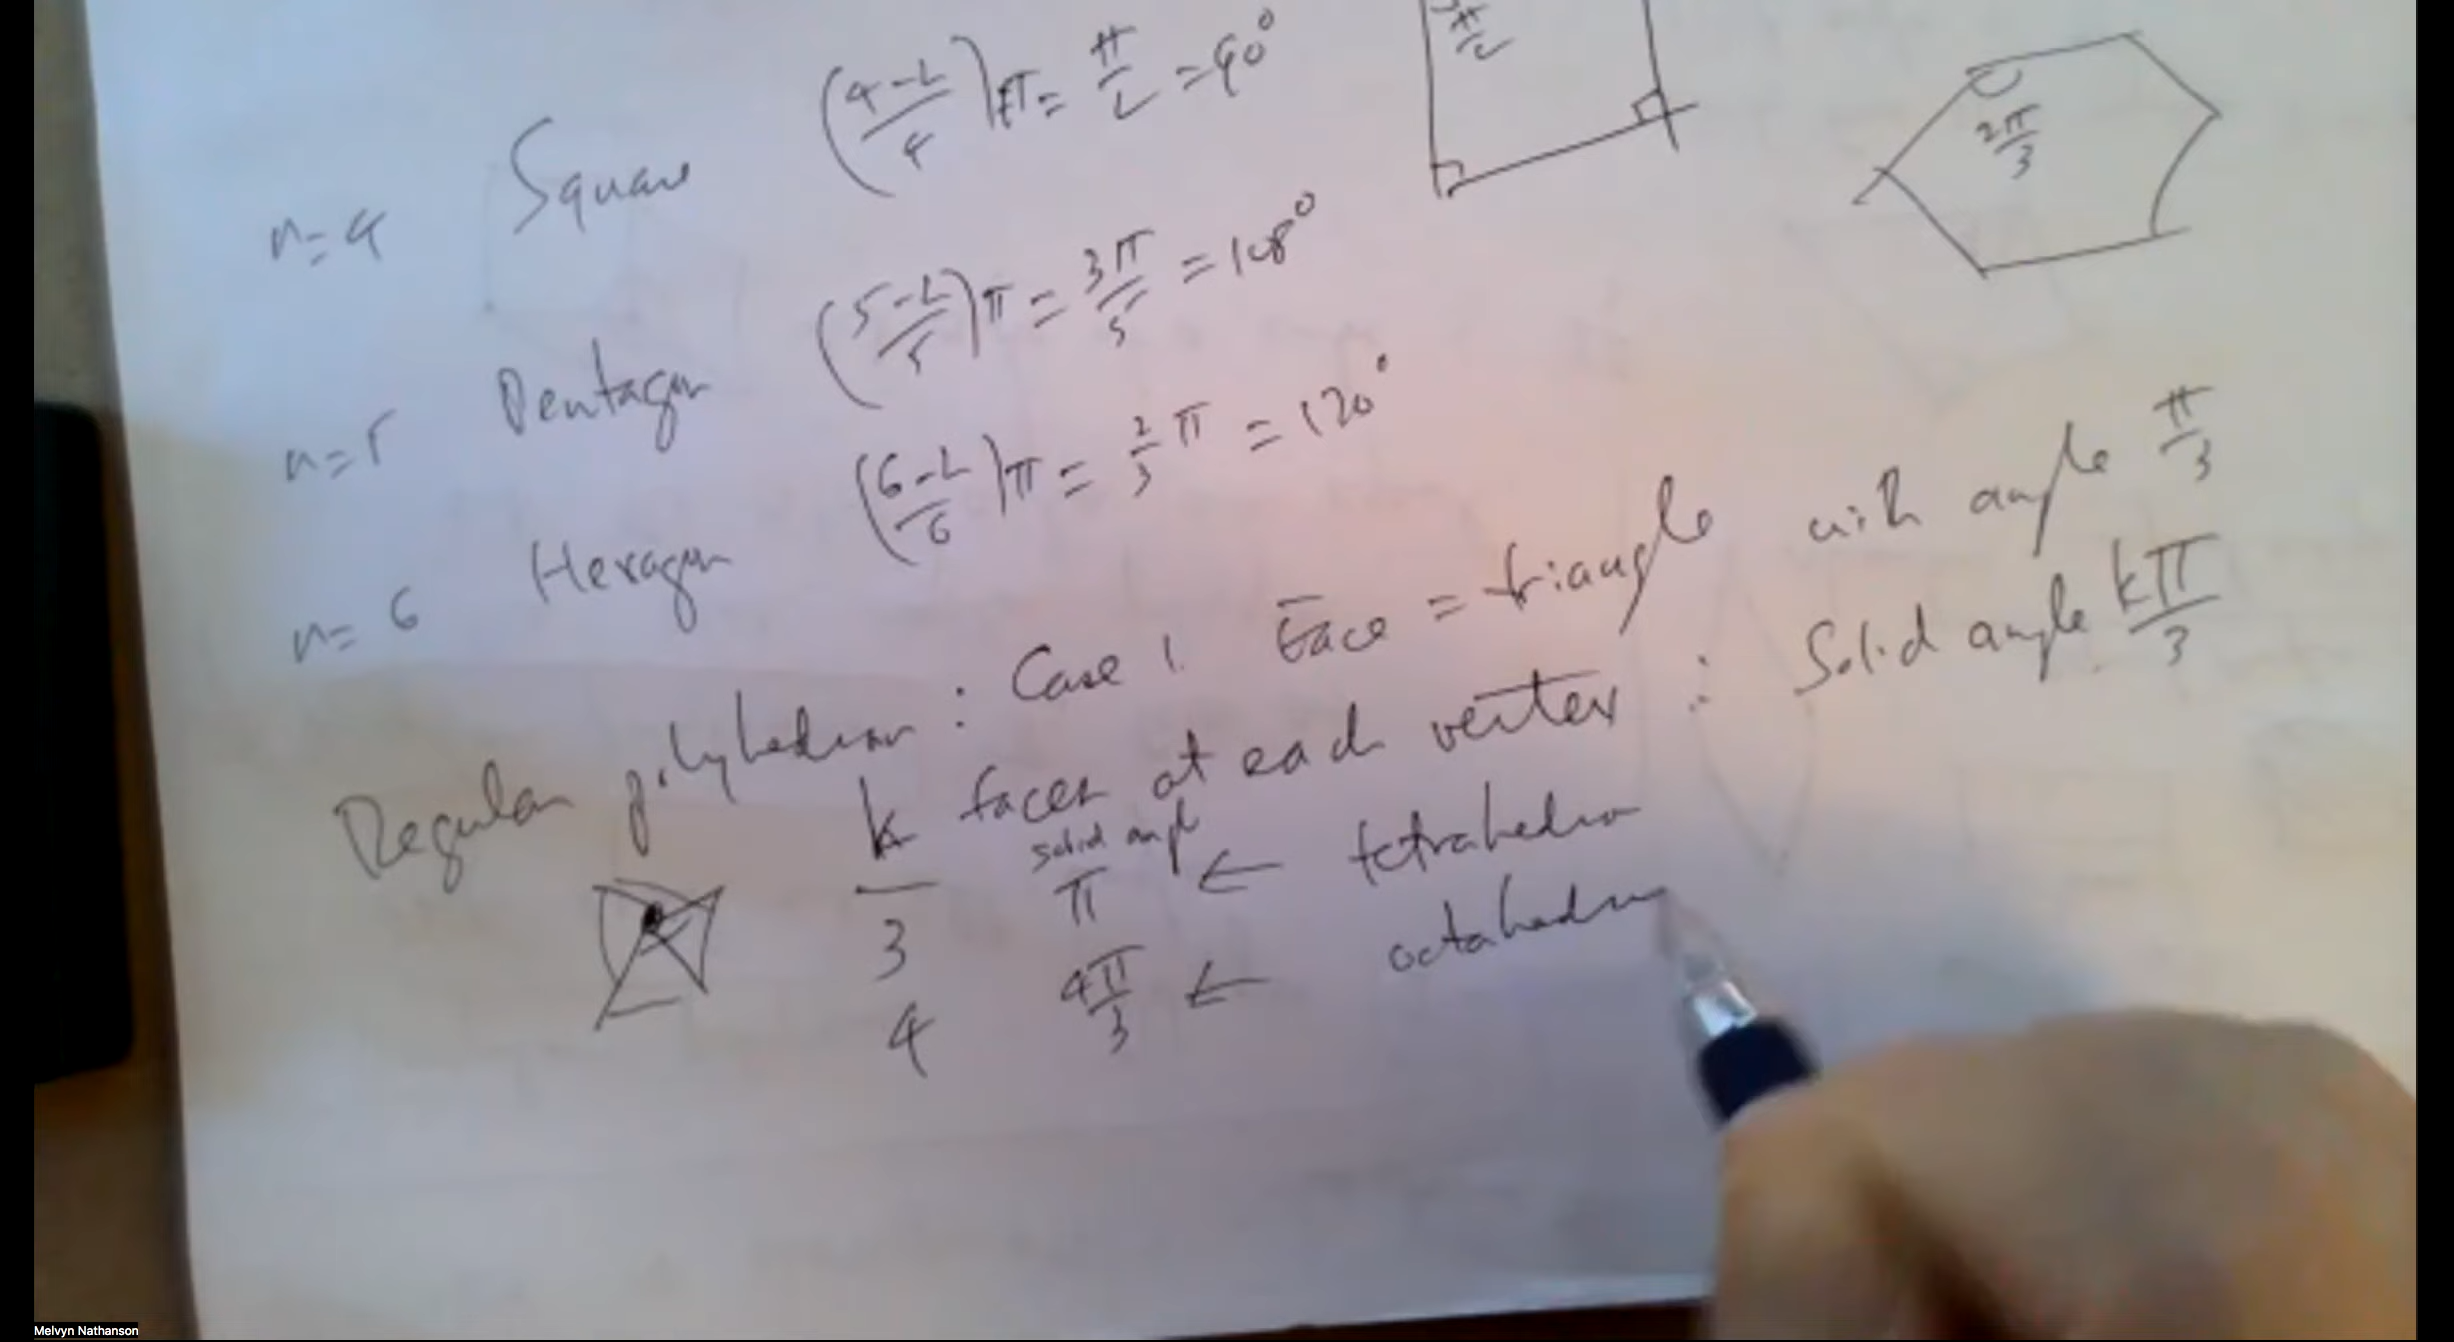 n=4 Square (4-2/4)π = π/2 = 90°
π/2
2π/3
n=5 Pentagon (5-2/5)π = 3π/5 = 108°
n=6 Hexagon (6-2/6)π = 2/3 π = 120°
Regular polyhedron : Case 1. Face = triangle with angle π/3
k faces at each vertex : Solid angle kπ/3
k solid angle
3 π ← tetrahedron
4 4π/3 ← octahedron
Melvyn Nathanson